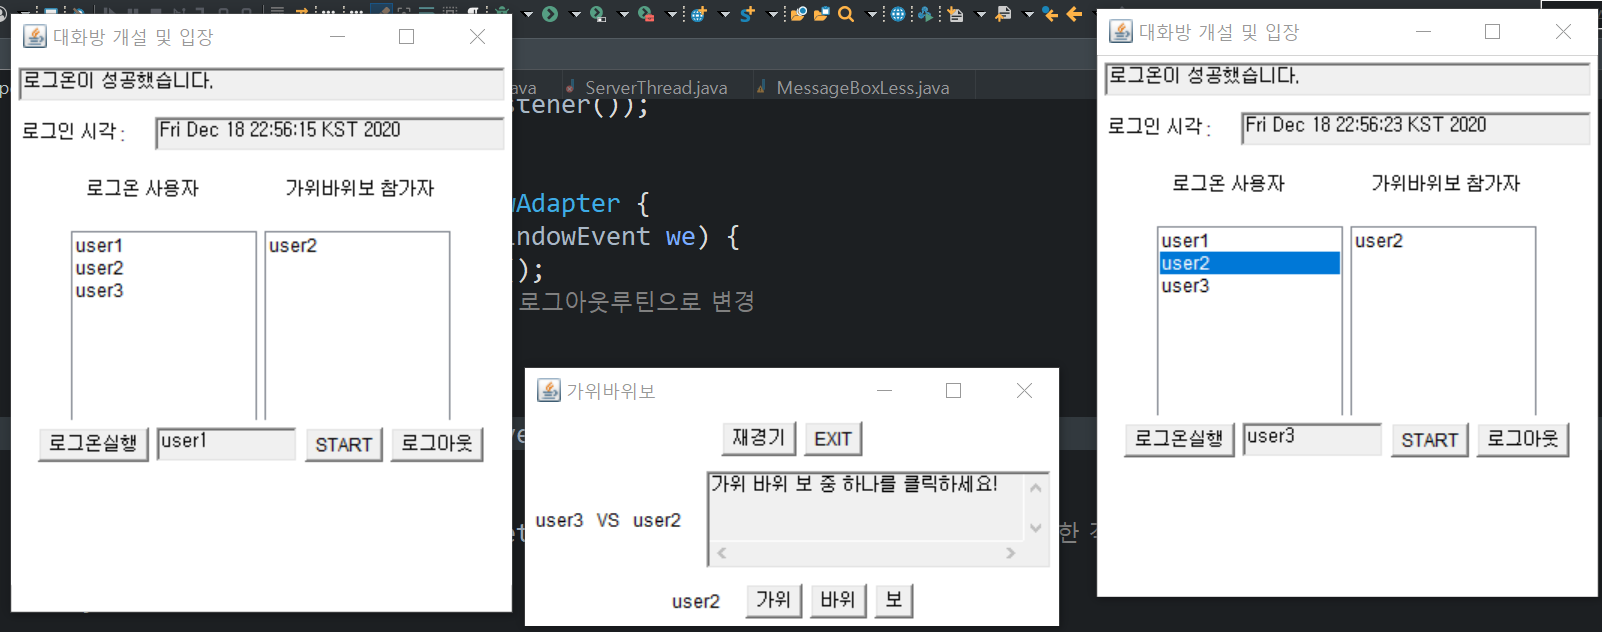 대화방 개설 및 입장
로그온이 성공했습니다.
로그인 시각 :
Fri Dec 18 22:56:15 KST 2020
로그온 사용자
가위바위보 참가자
user1
user2
user3
user2
로그온실행
user1
START
로그아웃
ava
ServerThread.java
MessageBoxLess.java
stener());
wAdapter {
indowEvent we) {
();
로그아웃루틴으로 변경
가위바위보
재경기
EXIT
user3 VS user2
가위 바위 보 중 하나를 클릭하세요!
user2
가위
바위
보
한
대화방 개설 및 입장
로그온이 성공했습니다.
로그인 시각 :
Fri Dec 18 22:56:23 KST 2020
로그온 사용자
가위바위보 참가자
user1
user2
user3
user2
로그온실행
user3
START
로그아웃